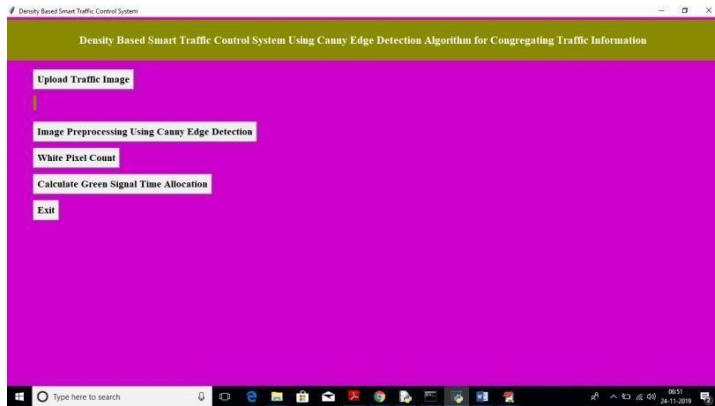 Density Based Smart Traffic Control System
Density Based Smart Traffic Control System Using Canny Edge Detection Algorithm for Congregating Traffic Information
Upload Traffic Image
Image Preprocessing Using Canny Edge Detection
White Pixel Count
Calculate Green Signal Time Allocation
Exit
Type here to search
08:51
24-11-2019